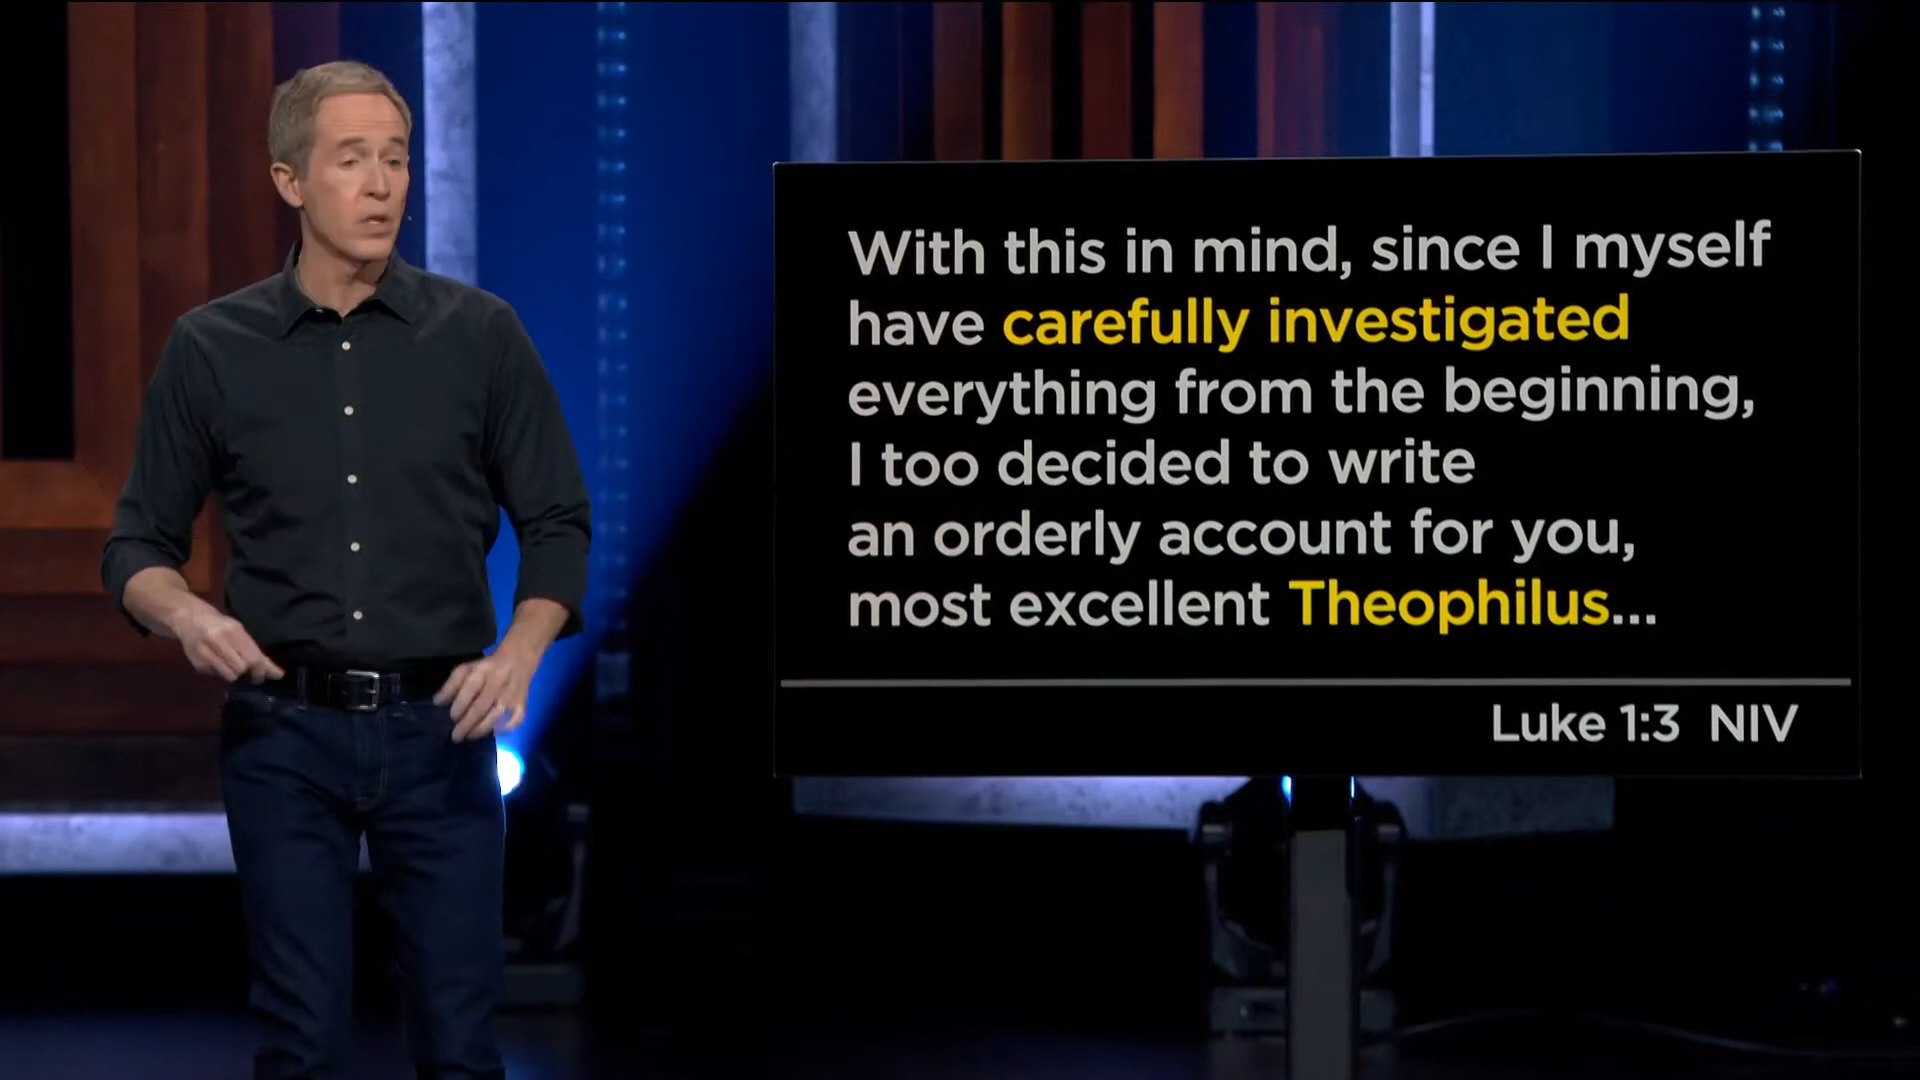 With this in mind, since I myself
have carefully investigated
everything from the beginning,
I too decided to write
an orderly account for you,
most excellent Theophilus...
Luke 1:3 NIV